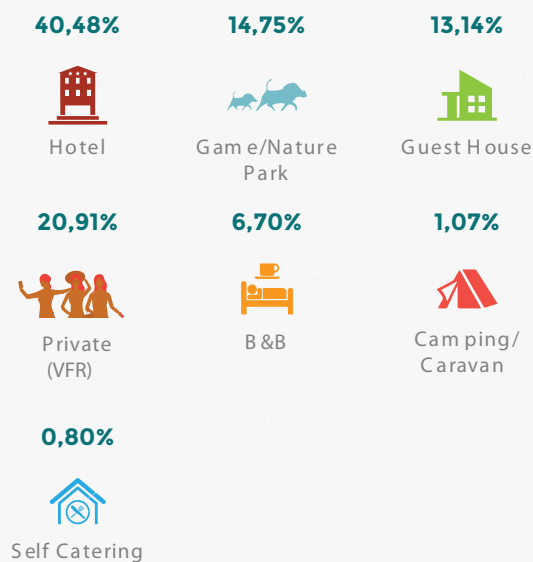 40,48%
14,75%
13,14%
Hotel
Game/Nature
Park
Guest House
20,91%
6,70%
1,07%
Private
(VFR)
B&B
Camping/
Caravan
0,80%
Self Catering